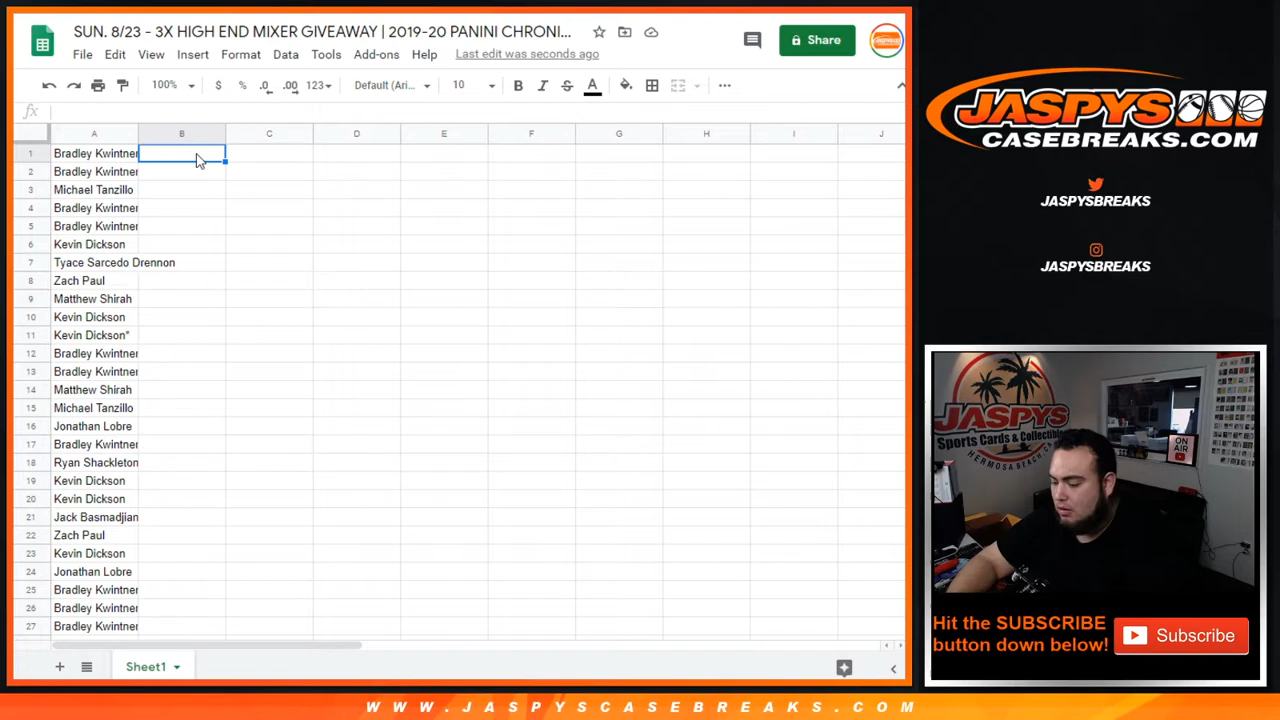 SUN. 8/23 - 3X HIGH END MIXER GIVEAWAY | 2019-20 PANINI CHRONI...
File Edit View Insert Format Data Tools Add-ons Help Last edit was seconds ago
Share
100% $ % .0 .00 123 Default (Ari... 10 B I S A
fx
A B C D E F G H I J
1 Bradley Kwintner
2 Bradley Kwintner
3 Michael Tanzillo
4 Bradley Kwintner
5 Bradley Kwintner
6 Kevin Dickson
7 Tyace Sarcedo Drennon
8 Zach Paul
9 Matthew Shirah
10 Kevin Dickson
11 Kevin Dickson*
12 Bradley Kwintner
13 Bradley Kwintner
14 Matthew Shirah
15 Michael Tanzillo
16 Jonathan Lobre
17 Bradley Kwintner
18 Ryan Shackleton
19 Kevin Dickson
20 Kevin Dickson
21 Jack Basmadjian
22 Zach Paul
23 Kevin Dickson
24 Jonathan Lobre
25 Bradley Kwintner
26 Bradley Kwintner
27 Bradley Kwintner
Sheet1
JASPYS
CASEBREAKS.COM
JASPYSBREAKS
JASPYSBREAKS
JASPYS
Sports Cards & Collectibles
HERMOSA BEACH, CA
ON
AIR
Hit the SUBSCRIBE
button down below!
Subscribe
WWW.JASPYSCASEBREAKS.COM